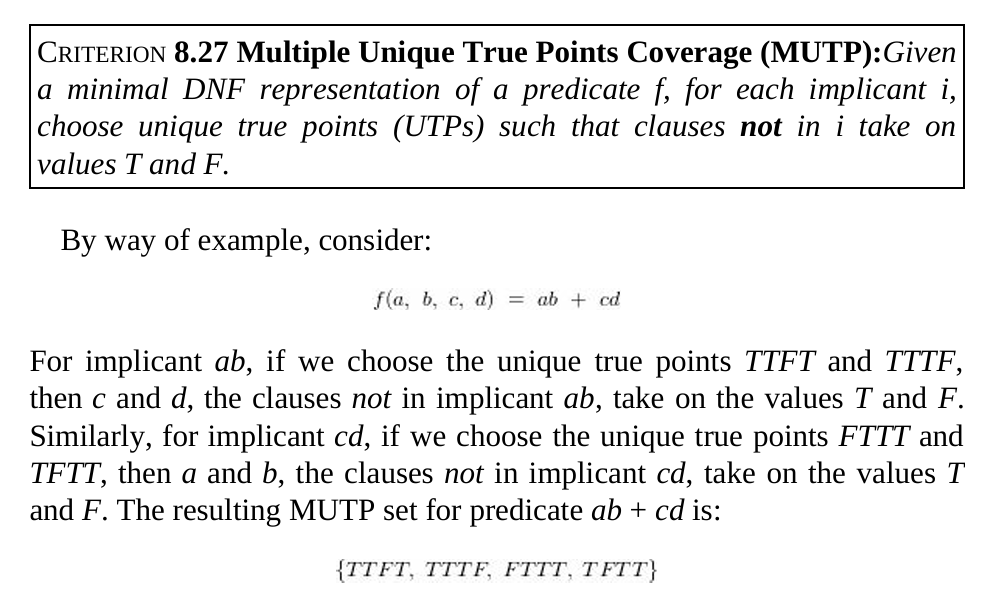 CRITERION 8.27 Multiple Unique True Points Coverage (MUTP):Given
a minimal DNF representation of a predicate f, for each implicant i,
choose unique true points (UTPs) such that clauses not in i take on
values T and F.
By way of example, consider:
f(a, b, c, d) = ab + cd
For implicant ab, if we choose the unique true points TTFT and TTTF,
then c and d, the clauses not in implicant ab, take on the values T and F.
Similarly, for implicant cd, if we choose the unique true points FTTT and
TFTT, then a and b, the clauses not in implicant cd, take on the values T
and F. The resulting MUTP set for predicate ab + cd is:
{TTFT, TTTF, FTTT, TFTT}